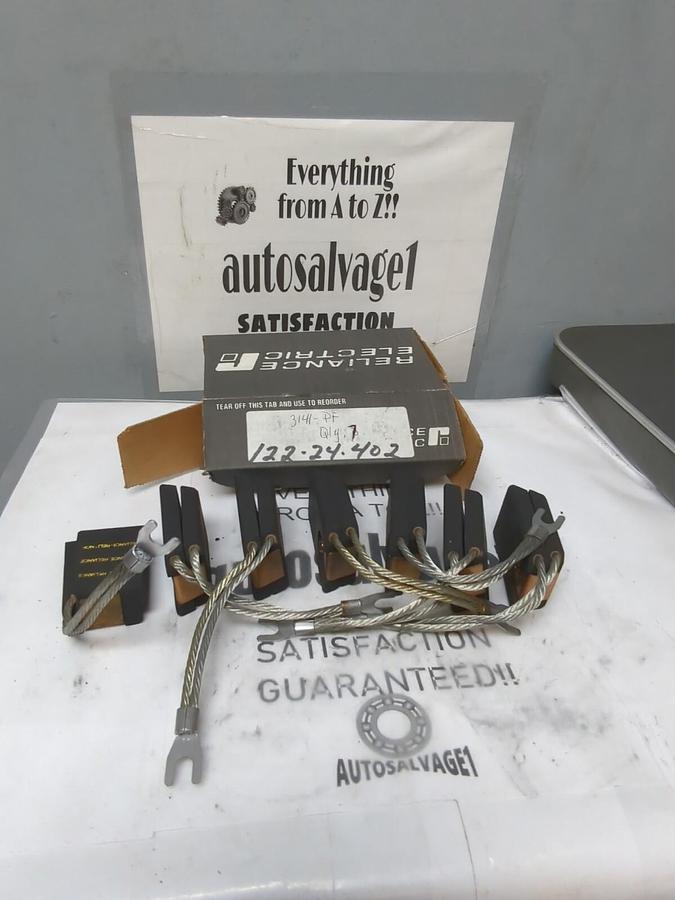 Everything
from A to Z!!
autosalvage1
SATISFACTION
RELIANCE
ELECTRIC
TEAR OFF THIS TAB AND USE TO REORDER
3141-PF
Qty. 7
122-24-402
SATISFACTION
GUARANTEED!!
AUTOSALVAGE1